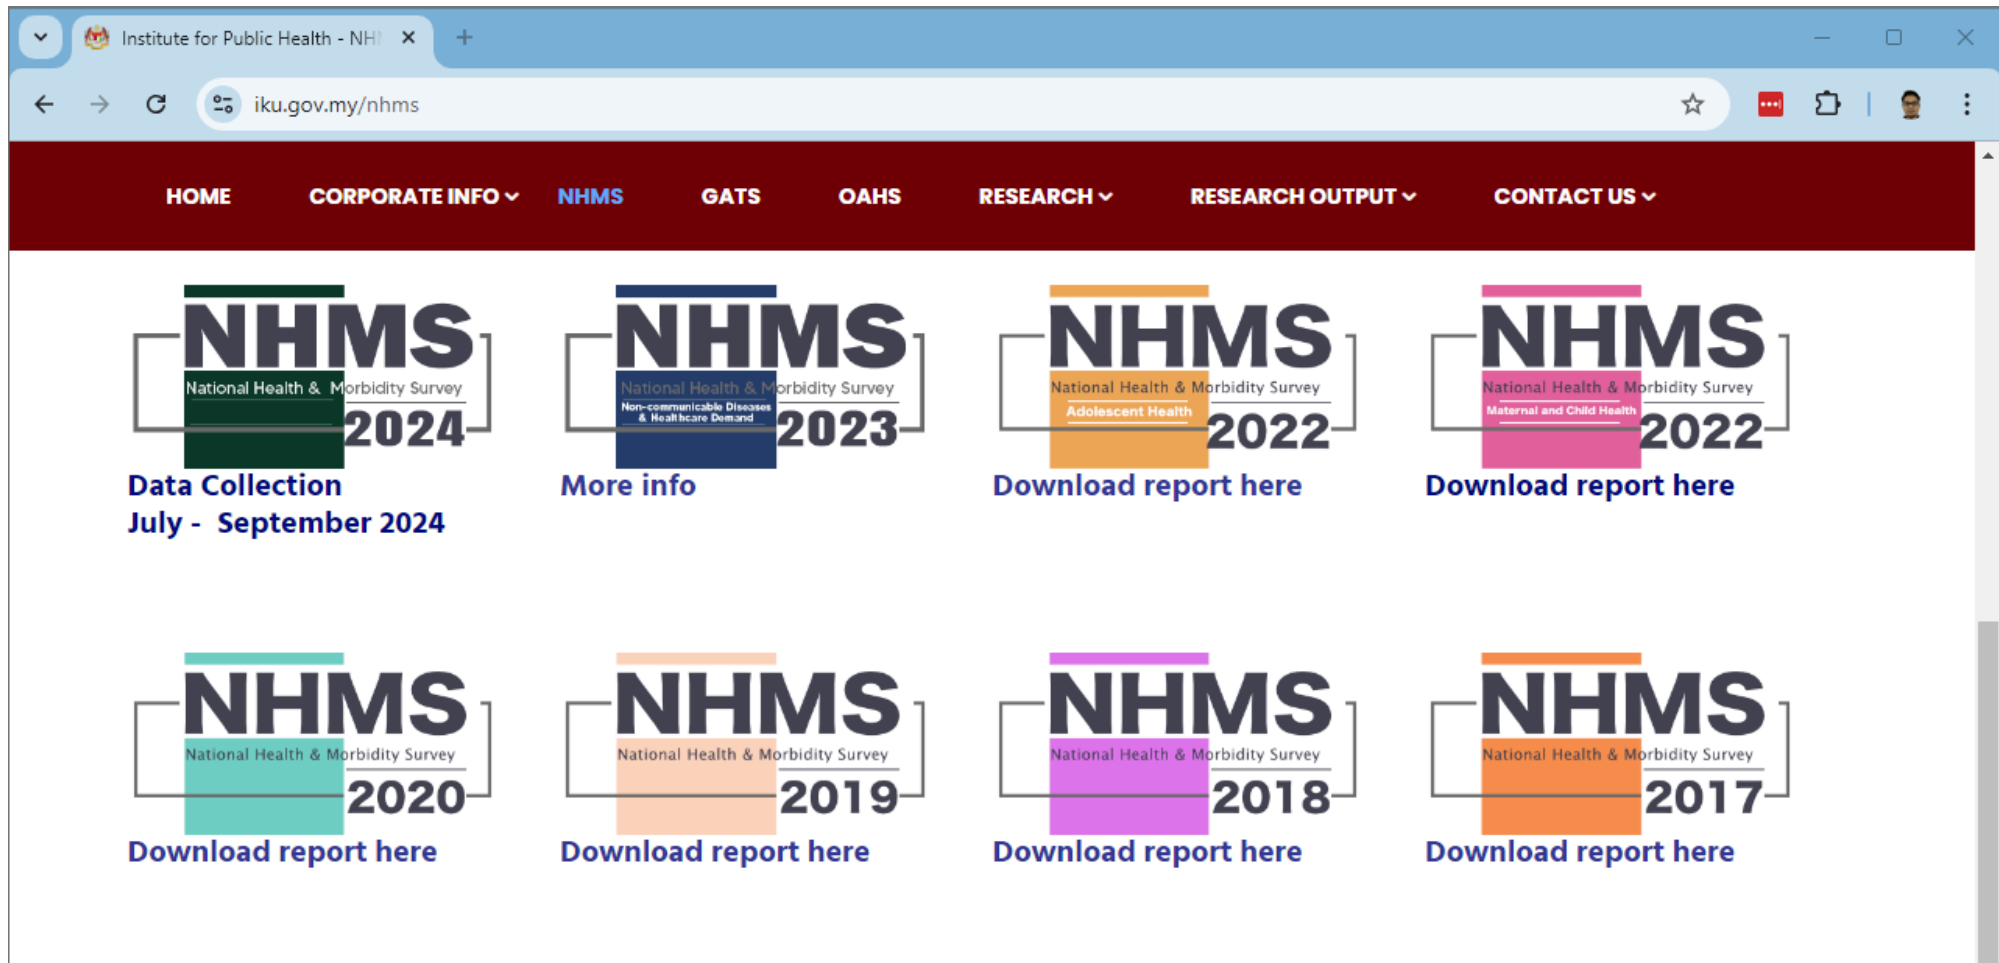 Institute for Public Health - NH
iku.gov.my/nhms
HOME CORPORATE INFO NHMS GATS OAHS RESEARCH RESEARCH OUTPUT CONTACT US
NHMS
National Health & Morbidity Survey
2024
Data Collection
July - September 2024
NHMS
National Health & Morbidity Survey
Non-communicable Diseases
& Healthcare Demand
2023
More info
NHMS
National Health & Morbidity Survey
Adolescent Health
2022
Download report here
NHMS
National Health & Morbidity Survey
Maternal and Child Health
2022
Download report here
NHMS
National Health & Morbidity Survey
2020
Download report here
NHMS
National Health & Morbidity Survey
2019
Download report here
NHMS
National Health & Morbidity Survey
2018
Download report here
NHMS
National Health & Morbidity Survey
2017
Download report here